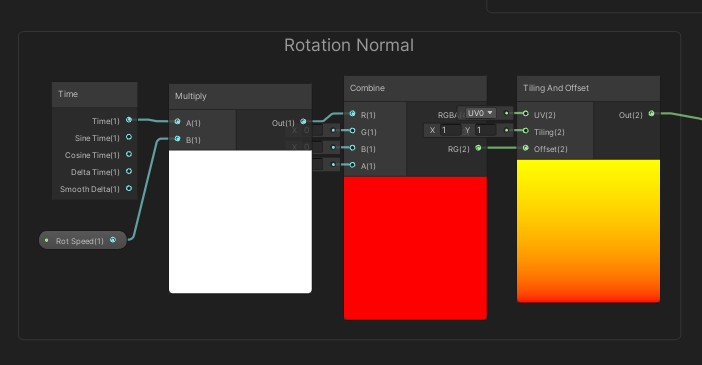 Rotation Normal
Time
Time(1)
Sine Time(1)
Cosine Time(1)
Delta Time(1)
Smooth Delta(1)
Rot Speed(1)
Multiply
A(1)
B(1)
Out(1)
X 0
X 0
Combine
R(1)
G(1)
B(1)
A(1)
RGBA
RG(2)
Tiling And Offset
UV0
X 1 Y 1
UV(2)
Tiling(2)
Offset(2)
Out(2)